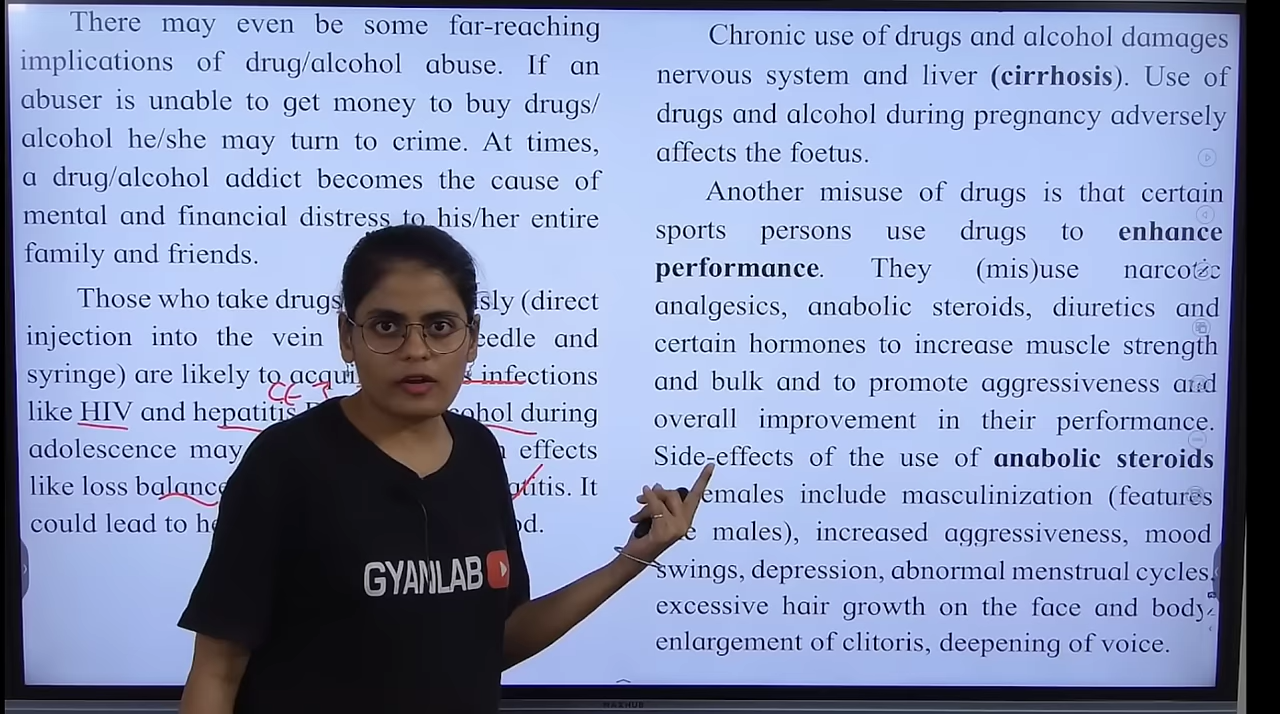 There may even be some far-reaching
implications of drug/alcohol abuse. If an
abuser is unable to get money to buy drugs/
alcohol he/she may turn to crime. At times,
a drug/alcohol addict becomes the cause of
mental and financial distress to his/her entire
family and friends.
Those who take drugs (direct
injection into the vein and
syringe) are likely to infections
like HIV and hepatitis during
adolescence may effects
like loss balance It
could lead to
Chronic use of drugs and alcohol damages
nervous system and liver (cirrhosis). Use of
drugs and alcohol during pregnancy adversely
affects the foetus.
Another misuse of drugs is that certain
sports persons use drugs to enhance
performance. They (mis)use narcotic
analgesics, anabolic steroids, diuretics and
certain hormones to increase muscle strength
and bulk and to promote aggressiveness and
overall improvement in their performance.
Side-effects of the use of anabolic steroids
include masculinization (features
males), increased aggressiveness, mood
swings, depression, abnormal menstrual cycles,
excessive hair growth on the face and body
enlargement of clitoris, deepening of voice.
GYANLAB
MAXHUB